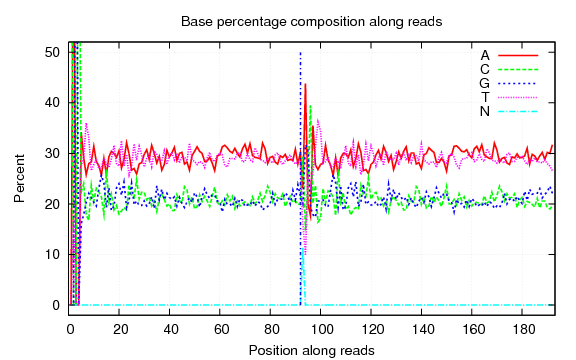 Base percentage composition along reads
50
40
30
20
10
0
Percent
A
C
G
T
N
0 20 40 60 80 100 120 140 160 180
Position along reads